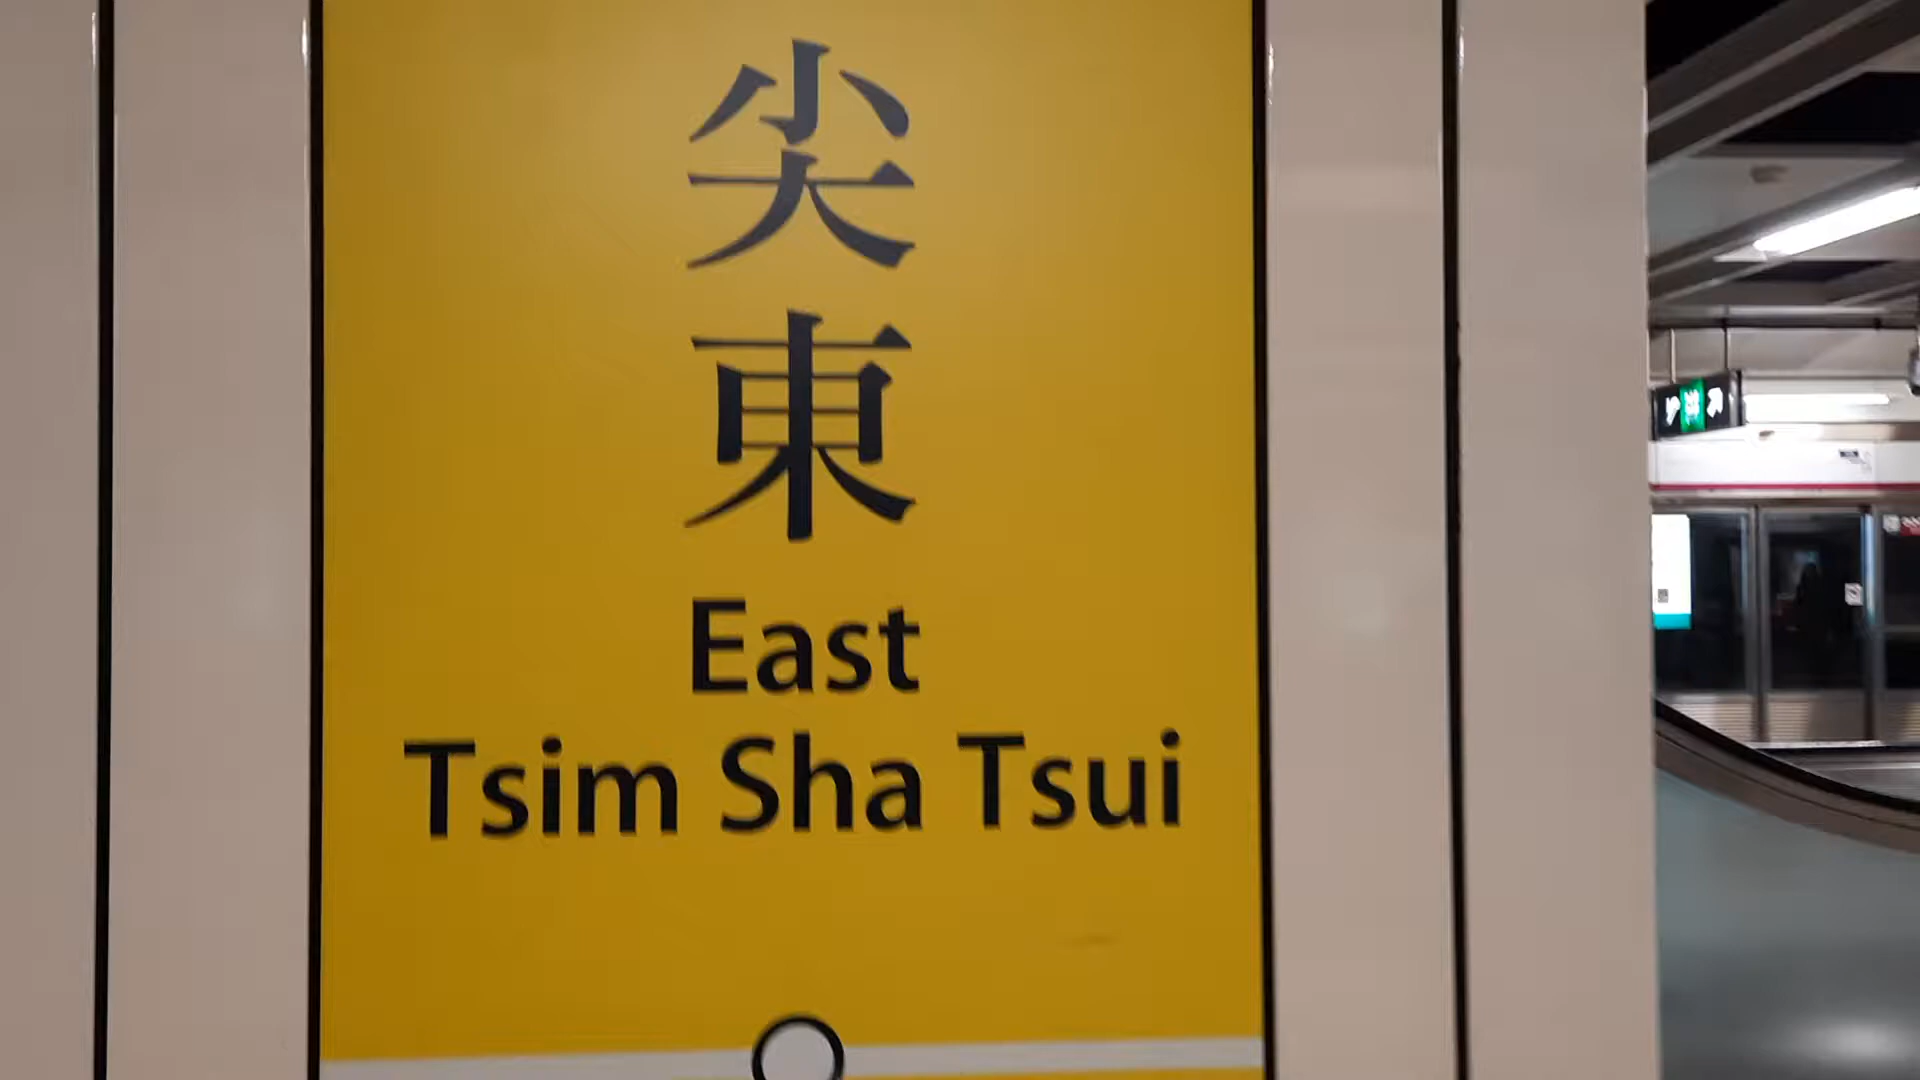 尖
東
East
Tsim Sha Tsui